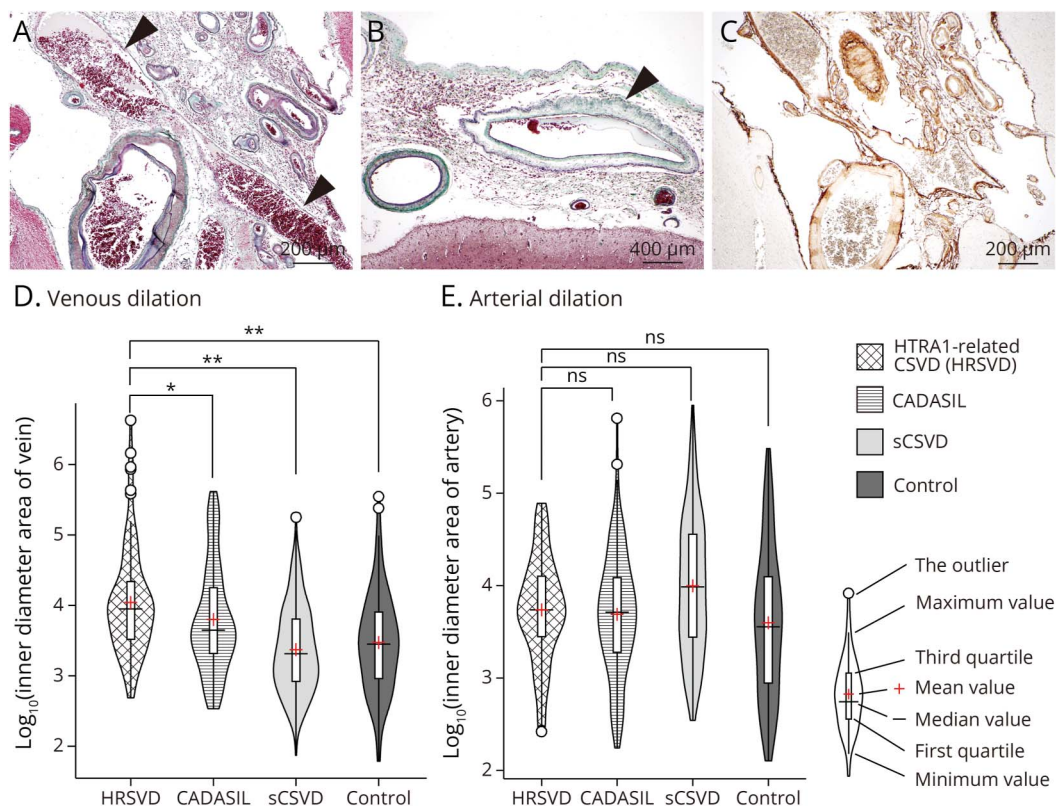 A
200 µm
B
400 µm
C
200 µm
D. Venous dilation
**
**
*
Log10(inner diameter area of vein)
6
5
4
3
2
HRSVD
CADASIL
sCSVD
Control
E. Arterial dilation
ns
ns
ns
Log10(inner diameter area of artery)
6
5
4
3
2
HRSVD
CADASIL
sCSVD
Control
HTRA1-related
CSVD (HRSVD)
CADASIL
sCSVD
Control
The outlier
Maximum value
Third quartile
+ Mean value
− Median value
First quartile
Minimum value